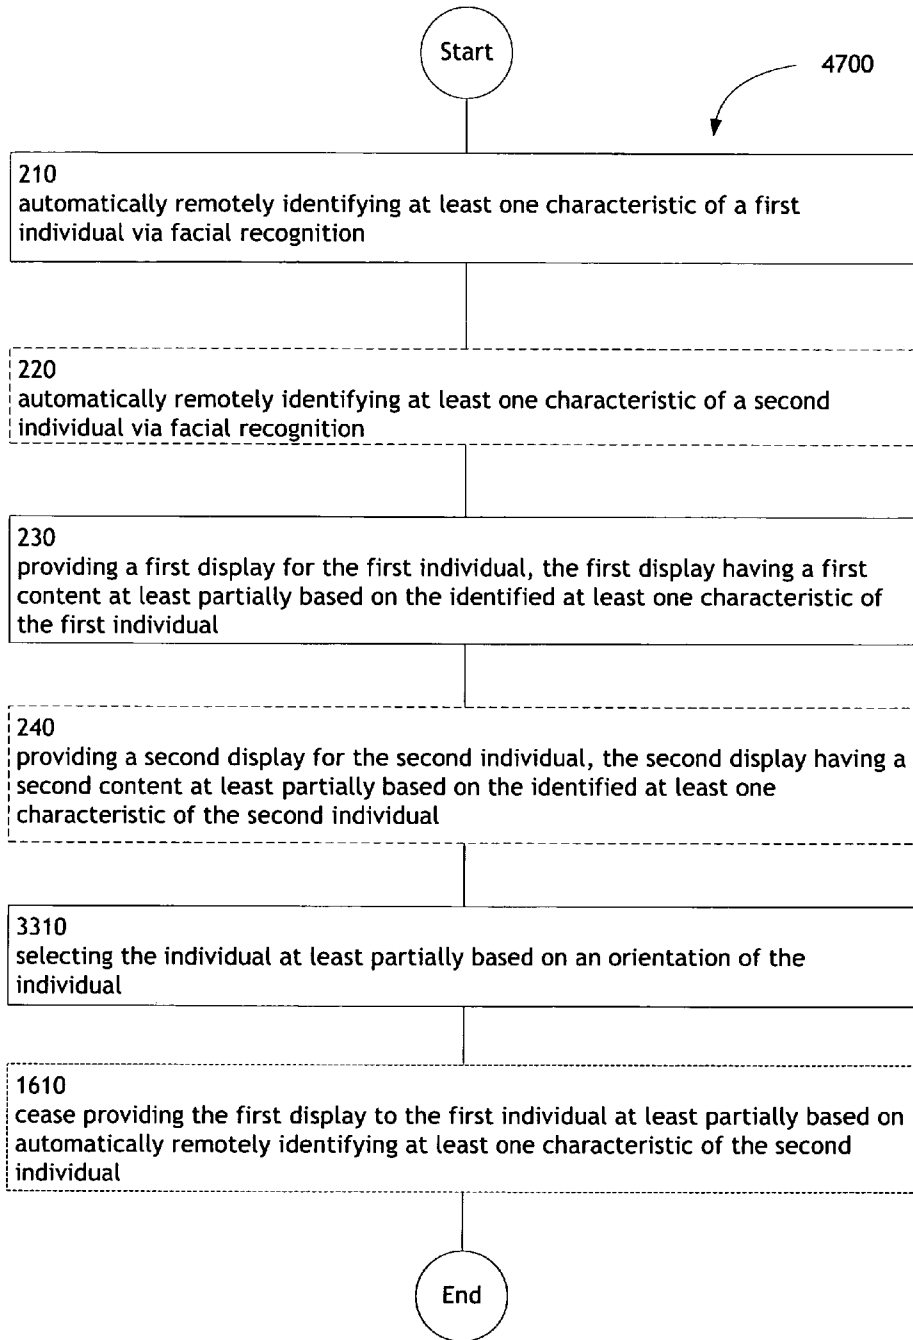 Start
4700
210
automatically remotely identifying at least one characteristic of a first
individual via facial recognition
220
automatically remotely identifying at least one characteristic of a second
individual via facial recognition
230
providing a first display for the first individual, the first display having a first
content at least partially based on the identified at least one characteristic of
the first individual
240
providing a second display for the second individual, the second display having a
second content at least partially based on the identified at least one
characteristic of the second individual
3310
selecting the individual at least partially based on an orientation of the
individual
1610
cease providing the first display to the first individual at least partially based on
automatically remotely identifying at least one characteristic of the second
individual
End